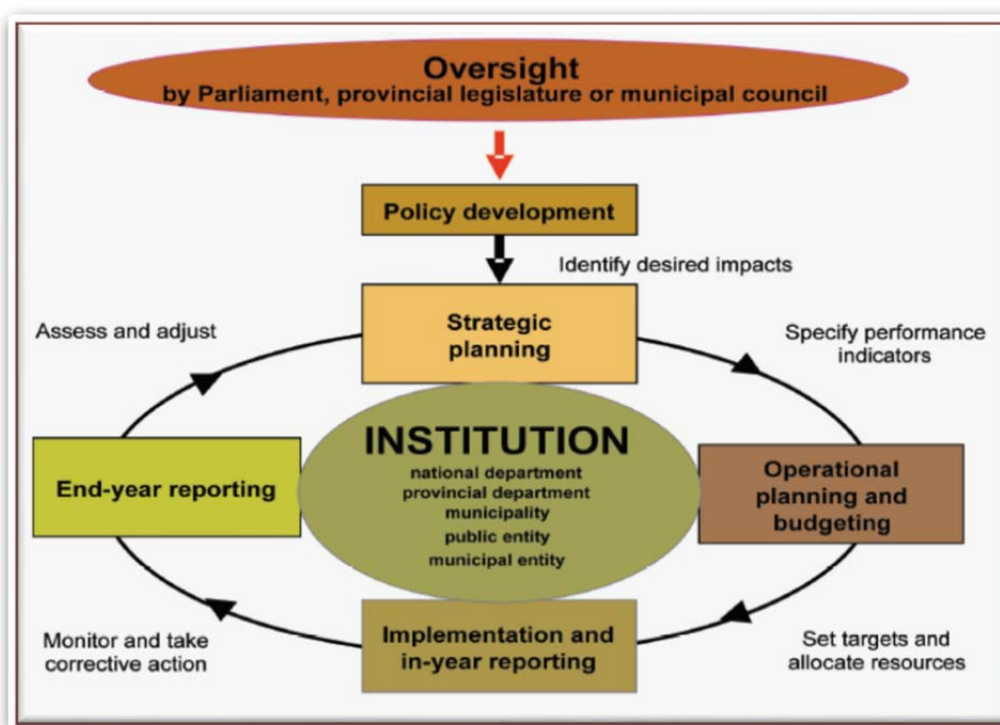 Oversight
by Parliament, provincial legislature or municipal council
Policy development
Identify desired impacts
Strategic
planning
Assess and adjust
Specify performance
indicators
INSTITUTION
national department
provincial department
municipality
public entity
municipal entity
End-year reporting
Operational
planning and
budgeting
Monitor and take
corrective action
Implementation and
in-year reporting
Set targets and
allocate resources